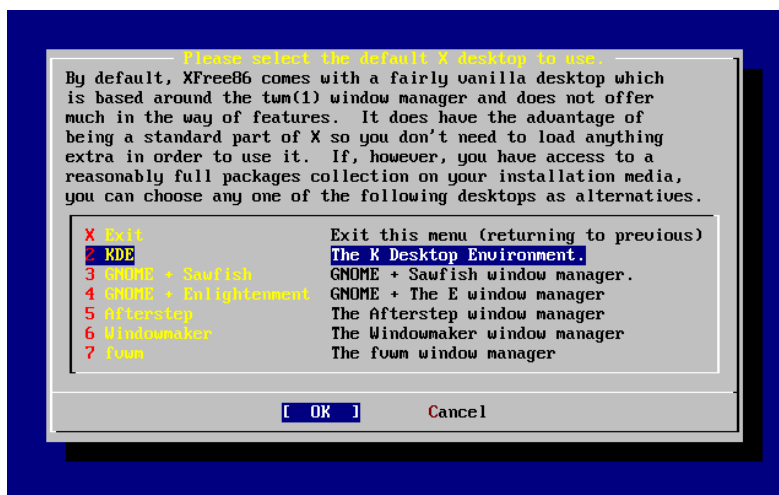 Please select the default X desktop to use.
By default, XFree86 comes with a fairly vanilla desktop which
is based around the twm(1) window manager and does not offer
much in the way of features.  It does have the advantage of
being a standard part of X so you don't need to load anything
extra in order to use it.  If, however, you have access to a
reasonably full packages collection on your installation media,
you can choose any one of the following desktops as alternatives.
X Exit Exit this menu (returning to previous)
2 KDE The K Desktop Environment.
3 GNOME + Sawfish GNOME + Sawfish window manager.
4 GNOME + Enlightenment GNOME + The E window manager
5 Afterstep The Afterstep window manager
6 Windowmaker The Windowmaker window manager
7 fvwm The fvwm window manager
[ OK ] Cancel